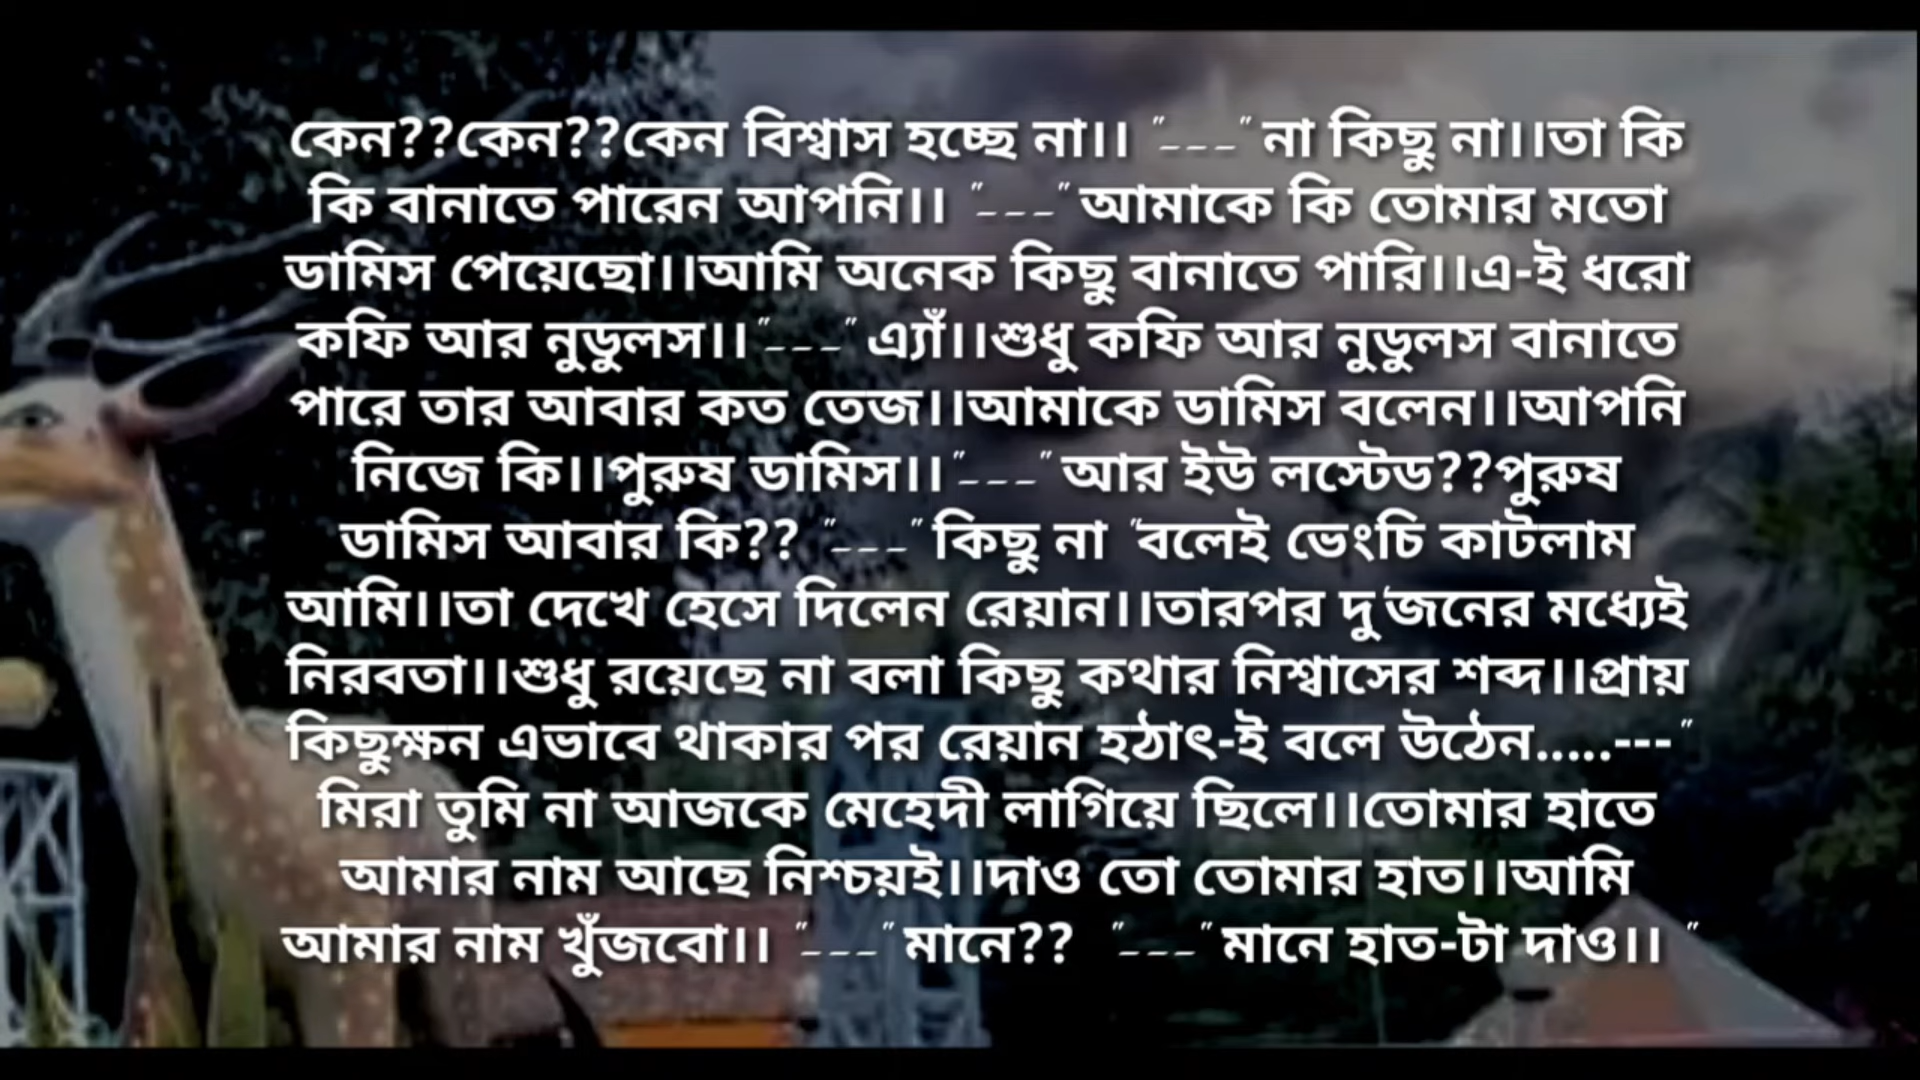 কেন??কেন??কেন বিশ্বাস হচ্ছে না।। "---" না কিছু না।।তা কি
কি বানাতে পারেন আপনি।। "---" আমাকে কি তোমার মতো
ডামিস পেয়েছো।।আমি অনেক কিছু বানাতে পারি।।এ-ই ধরো
কফি আর নুডুলস।। "---" এ্যাঁ।।শুধু কফি আর নুডুলস বানাতে
পারে তার আবার কত তেজ।।আমাকে ডামিস বলেন।।আপনি
নিজে কি।।পুরুষ ডামিস।। "---" আর ইউ লস্টেড??পুরুষ
ডামিস আবার কি?? "---" কিছু না "বলেই ভেংচি কাটলাম
আমি।।তা দেখে হেসে দিলেন রেয়ান।।তারপর দু'জনের মধ্যেই
নিরবতা।।শুধু রয়েছে না বলা কিছু কথার নিশ্বাসের শব্দ।।প্রায়
কিছুক্ষন এভাবে থাকার পর রেয়ান হঠাৎ-ই বলে উঠেন.....---"
মিরা তুমি না আজকে মেহেদী লাগিয়ে ছিলে।।তোমার হাতে
আমার নাম আছে নিশ্চয়ই।।দাও তো তোমার হাত।।আমি
আমার নাম খুঁজবো।। "---" মানে?? "---" মানে হাত-টা দাও।। "